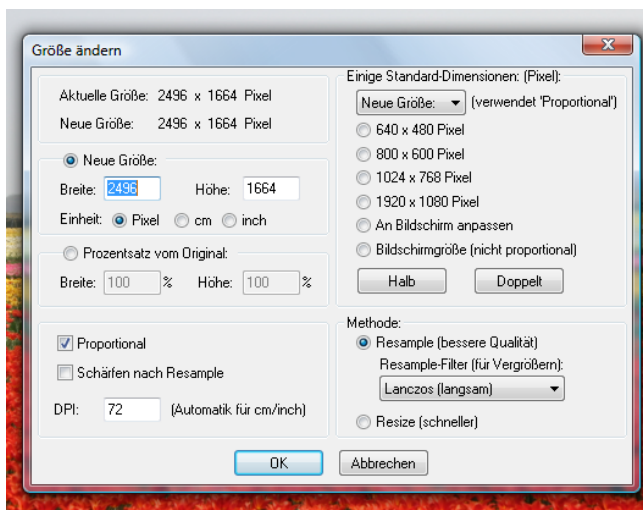 Größe ändern
Aktuelle Größe: 2496 x 1664 Pixel
Neue Größe: 2496 x 1664 Pixel
Neue Größe:
Breite: 2496 Höhe: 1664
Einheit: Pixel cm inch
Prozentsatz vom Original:
Breite: 100 % Höhe: 100 %
Proportional
Schärfen nach Resample
DPI: 72 (Automatik für cm/inch)
Einige Standard-Dimensionen: (Pixel):
Neue Größe: (verwendet 'Proportional')
640 x 480 Pixel
800 x 600 Pixel
1024 x 768 Pixel
1920 x 1080 Pixel
An Bildschirm anpassen
Bildschirmgröße (nicht proportional)
Halb Doppelt
Methode:
Resample (bessere Qualität)
Resample-Filter (für Vergrößern):
Lanczos (langsam)
Resize (schneller)
OK Abbrechen